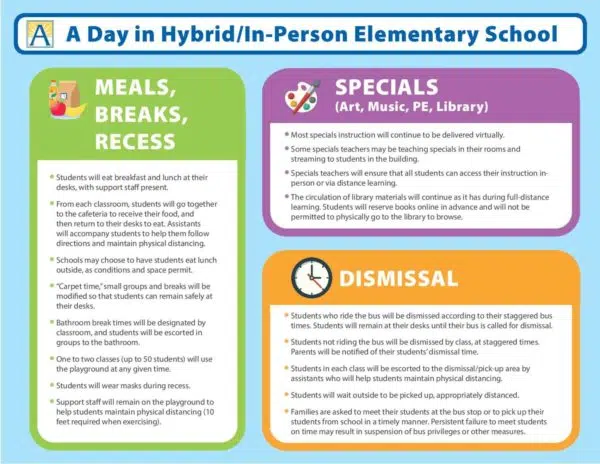 A A Day in Hybrid/In-Person Elementary School
MEALS,
BREAKS,
RECESS
• Students will eat breakfast and lunch at their
desks, with support staff present.
• From each classroom, students will go together
to the cafeteria to receive their food, and
then return to their desks to eat. Assistants
will accompany students to help them follow
directions and maintain physical distancing.
• Schools may choose to have students eat lunch
outside, as conditions and space permit.
• “Carpet time,” small groups and breaks will be
modified so that students can remain safely at
their desks.
• Bathroom break times will be designated by
classroom, and students will be escorted in
groups to the bathroom.
• One to two classes (up to 50 students) will use
the playground at any given time.
• Students will wear masks during recess.
• Support staff will remain on the playground to
help students maintain physical distancing (10
feet required when exercising).
SPECIALS
(Art, Music, PE, Library)
• Most specials instruction will continue to be delivered virtually.
• Some specials teachers may be teaching specials in their rooms and
streaming to students in the building.
• Specials teachers will ensure that all students can access their instruction in-
person or via distance learning.
• The circulation of library materials will continue as it has during full-distance
learning. Students will reserve books online in advance and will not be
permitted to physically go to the library to browse.
DISMISSAL
• Students who ride the bus will be dismissed according to their staggered bus
times. Students will remain at their desks until their bus is called for dismissal.
• Students not riding the bus will be dismissed by class, at staggered times.
Parents will be notified of their students’ dismissal time.
• Students in each class will be escorted to the dismissal/pick-up area by
assistants who will help students maintain physical distancing.
• Students will wait outside to be picked up, appropriately distanced.
• Families are asked to meet their students at the bus stop or to pick up their
students from school in a timely manner. Persistent failure to meet students
on time may result in suspension of bus privileges or other measures.